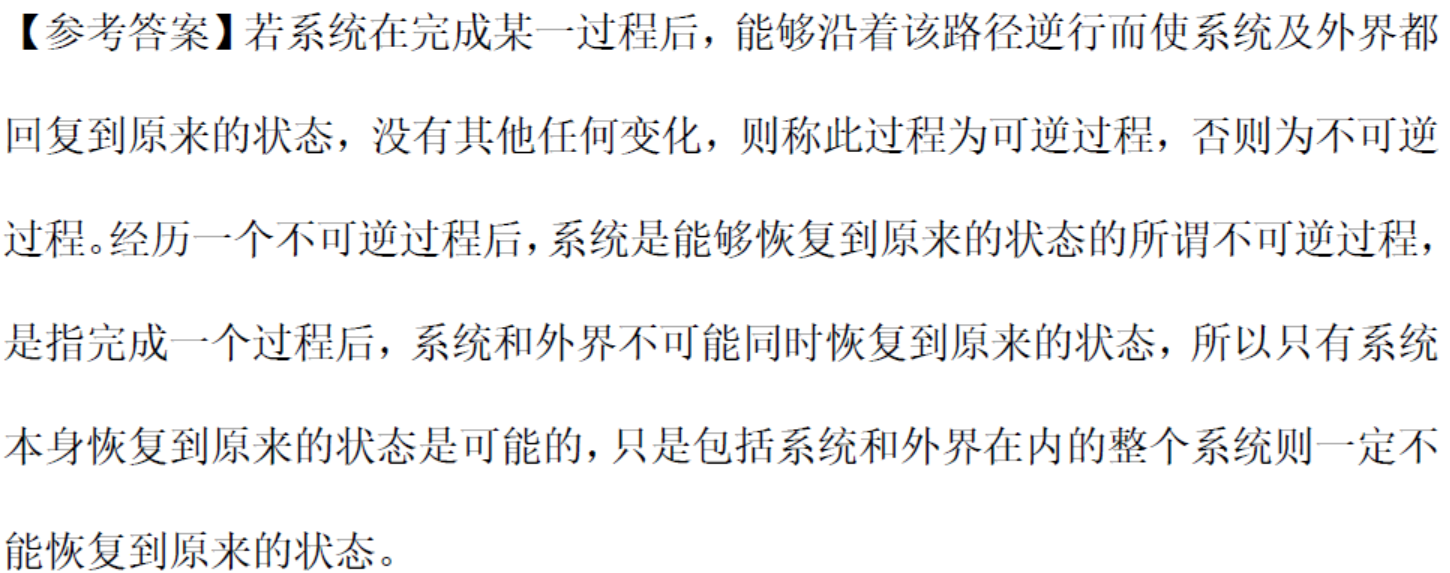 【参考答案】若系统在完成某一过程后，能够沿着该路径逆行而使系统及外界都
回复到原来的状态，没有其他任何变化，则称此过程为可逆过程，否则为不可逆
过程。经历一个不可逆过程后，系统是能够恢复到原来的状态的所谓不可逆过程，
是指完成一个过程后，系统和外界不可能同时恢复到原来的状态，所以只有系统
本身恢复到原来的状态是可能的，只是包括系统和外界在内的整个系统则一定不
能恢复到原来的状态。